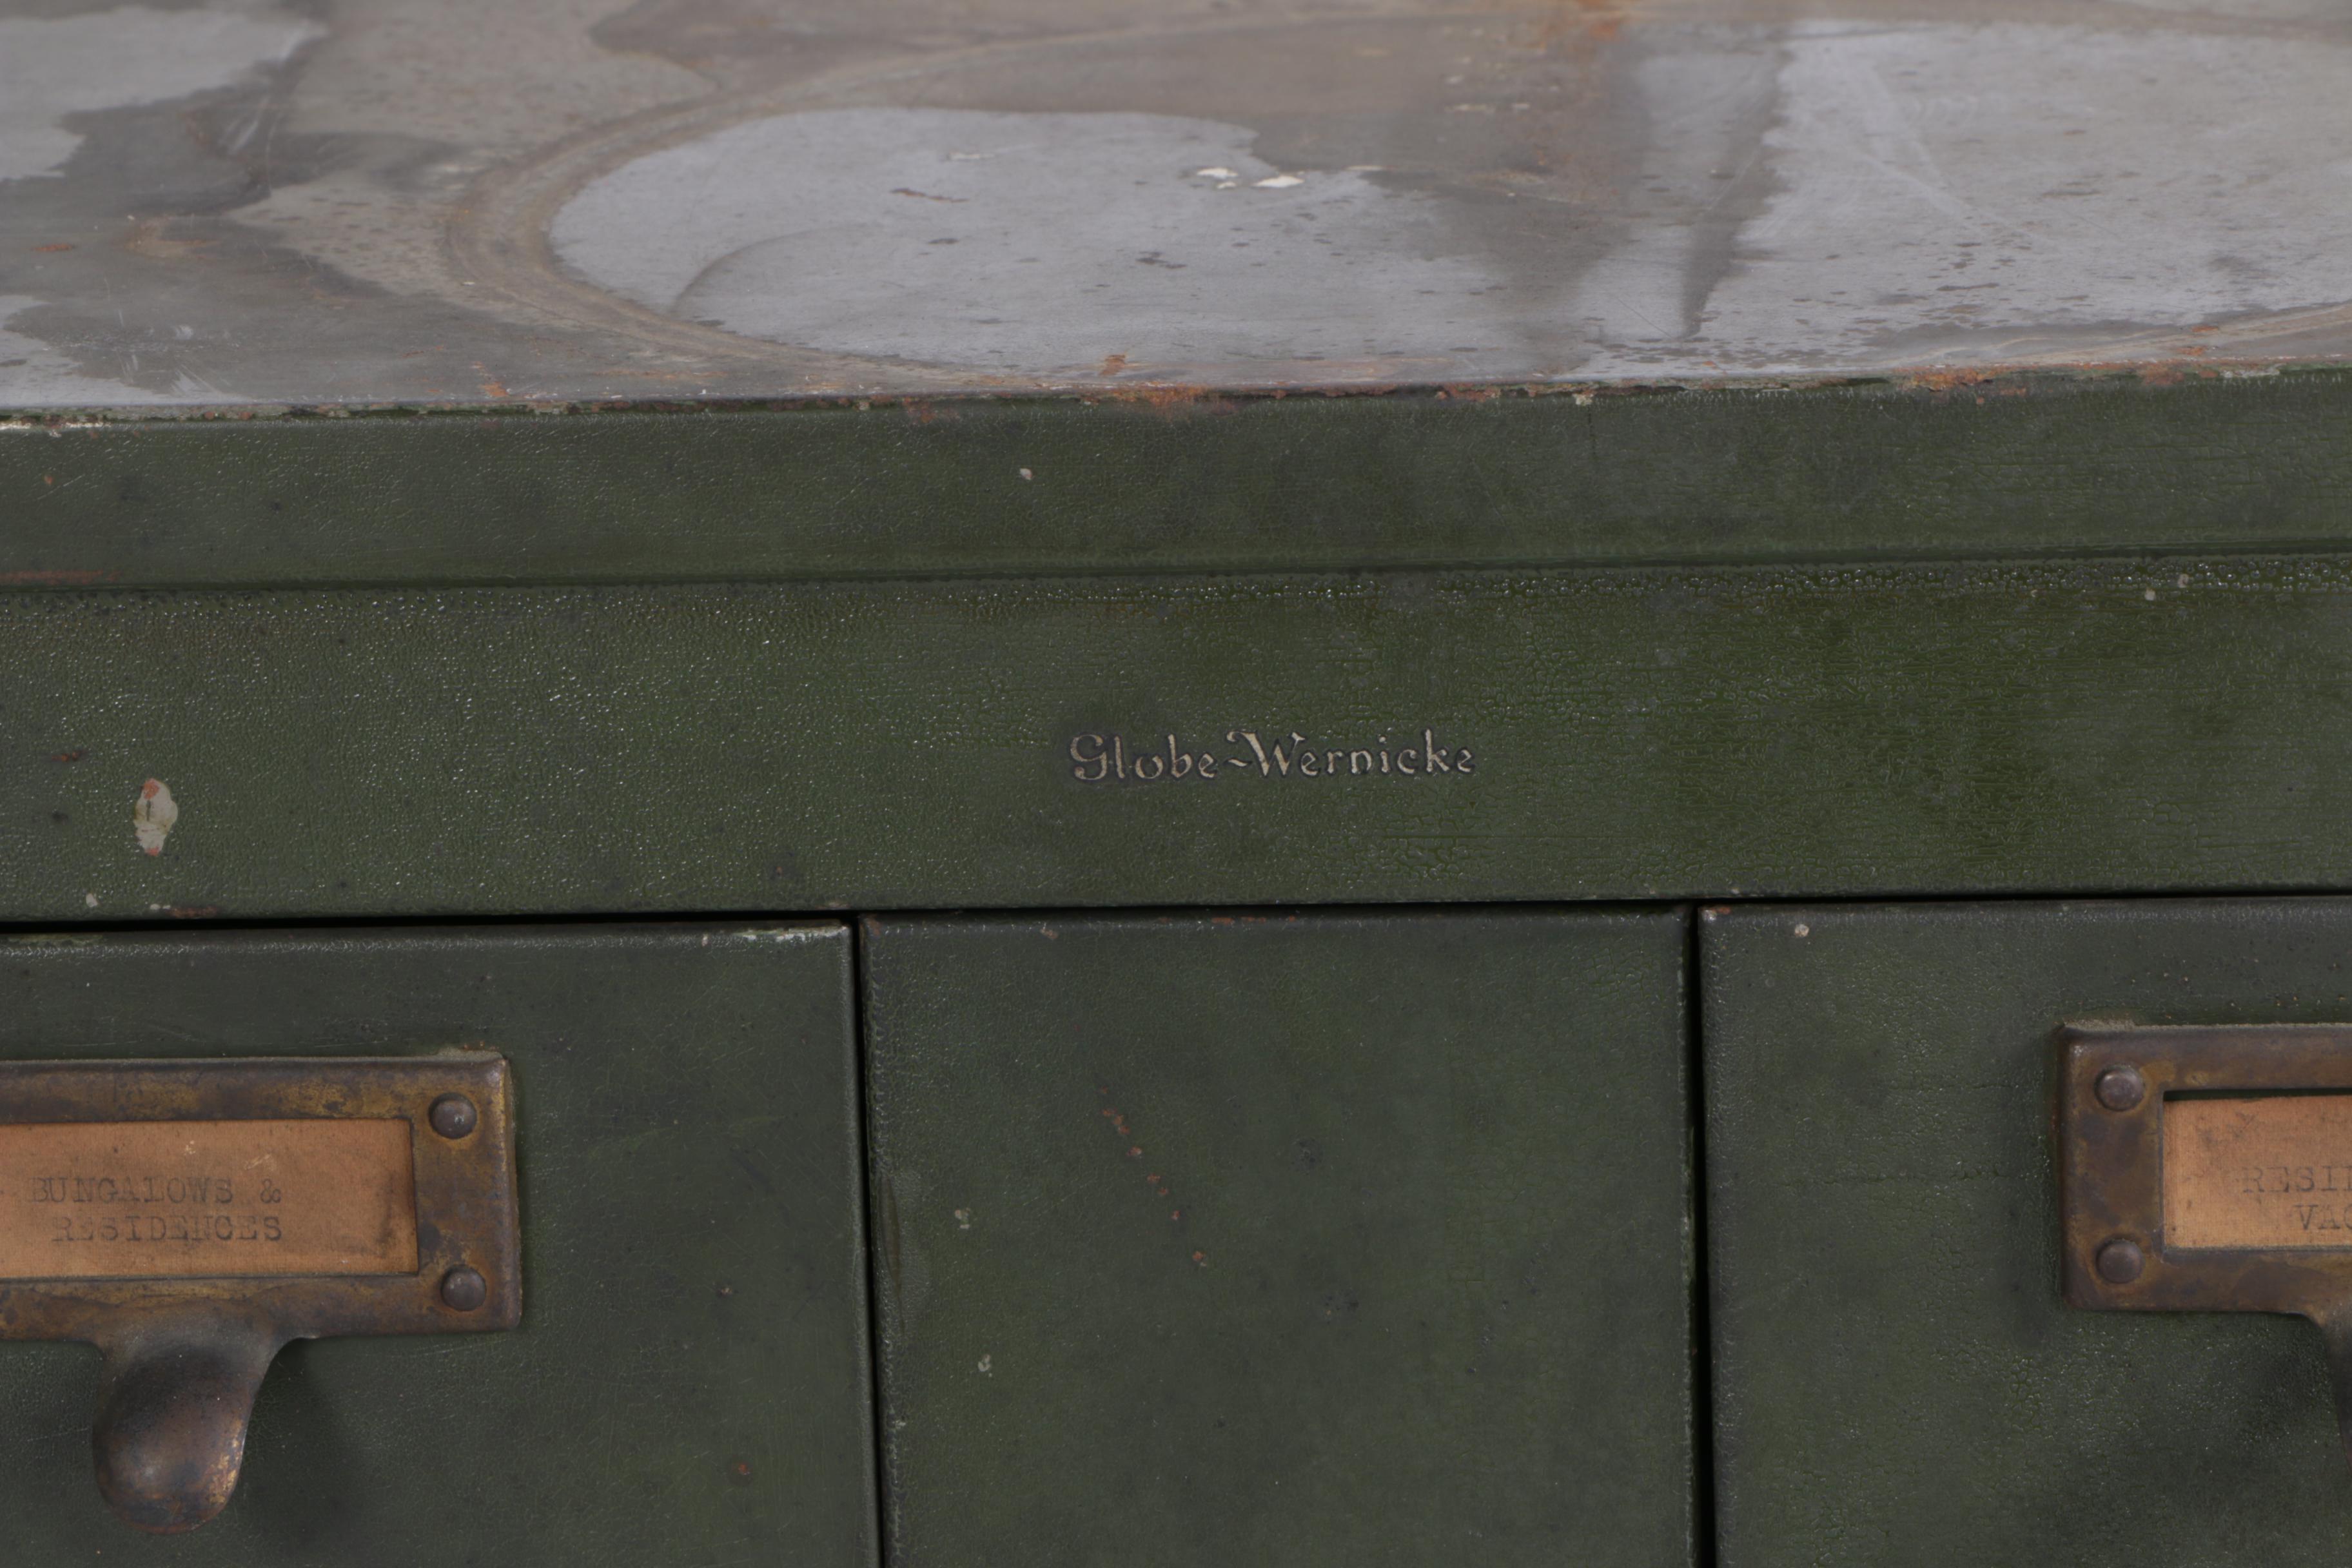 Globe-Wernicke
BUNGALOWS &
RESIDENCES